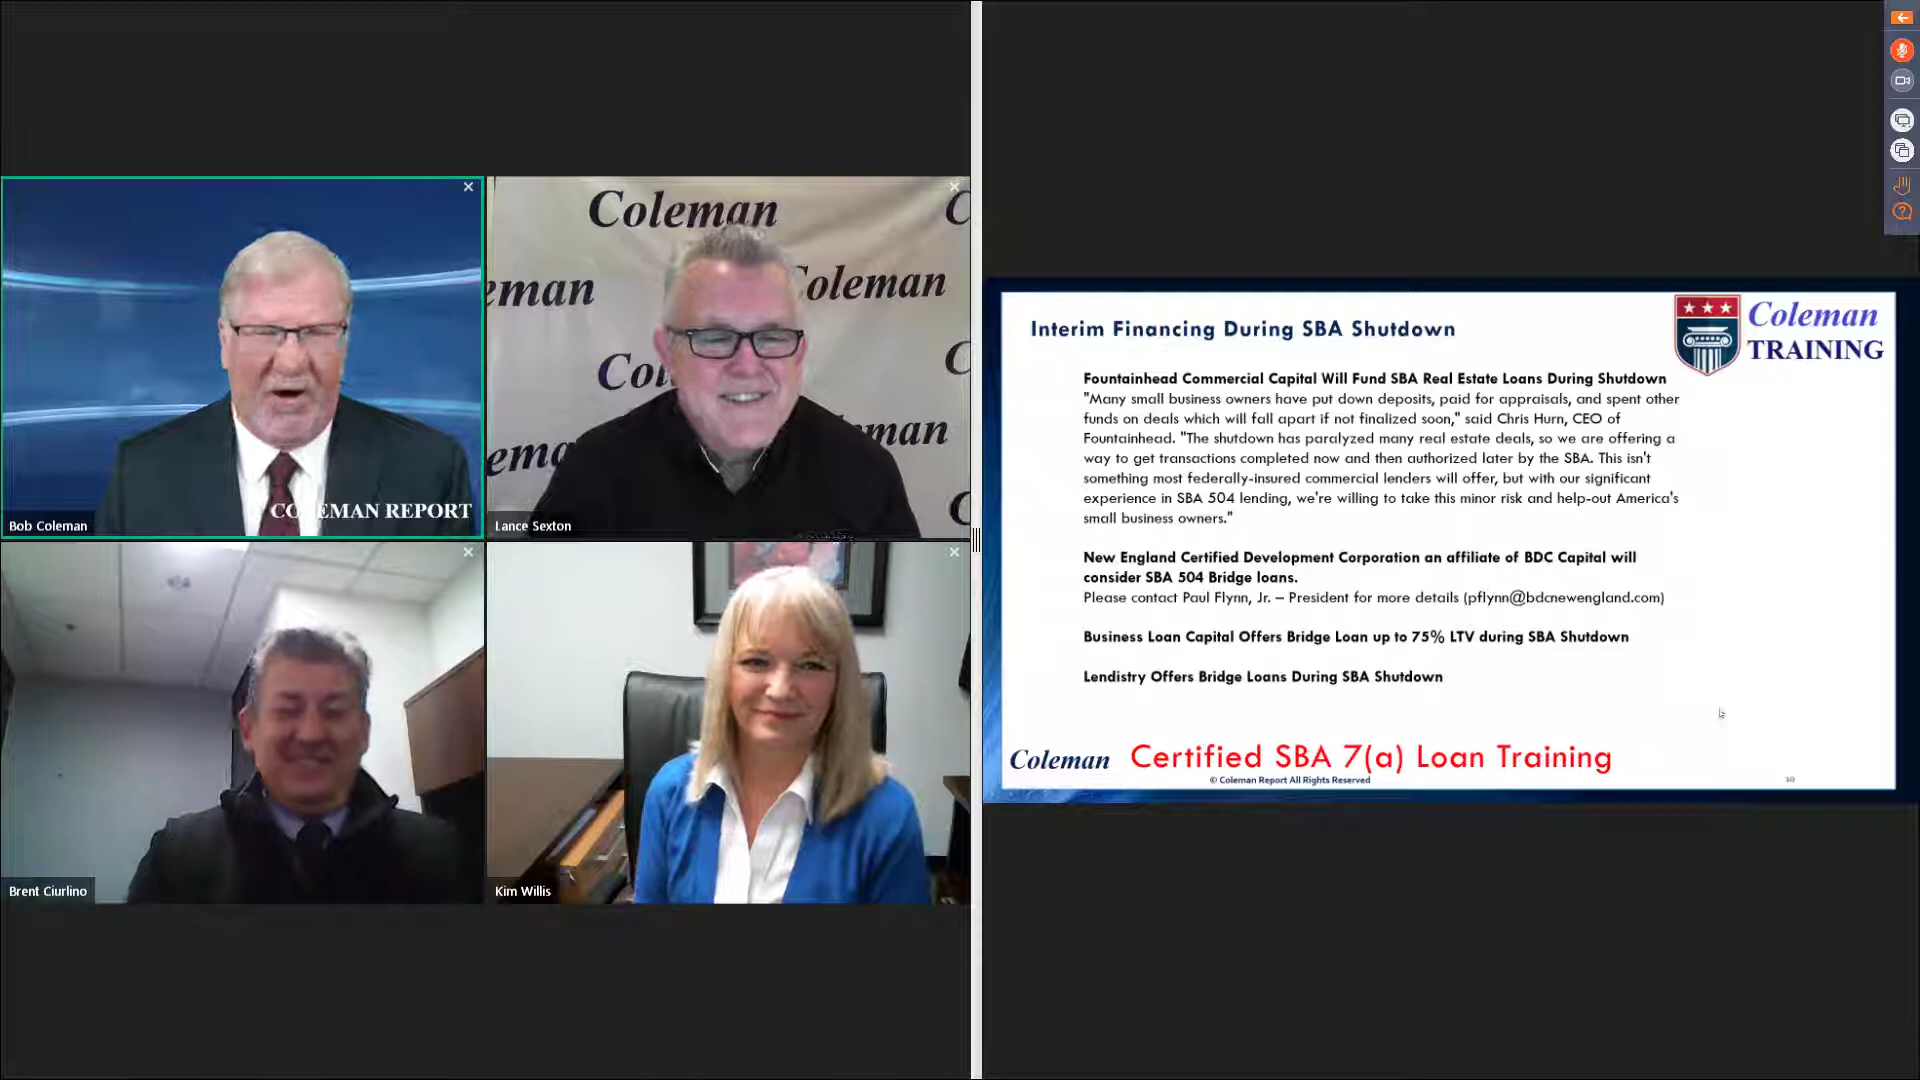 Coleman
C
eman
Coleman
Col
C
eman
eman
C
COLEMAN REPORT
Bob Coleman
Lance Sexton
Brent Ciurlino
Kim Willis
Interim Financing During SBA Shutdown
Coleman
TRAINING
Fountainhead Commercial Capital Will Fund SBA Real Estate Loans During Shutdown
"Many small business owners have put down deposits, paid for appraisals, and spent other
funds on deals which will fall apart if not finalized soon," said Chris Hurn, CEO of
Fountainhead. "The shutdown has paralyzed many real estate deals, so we are offering a
way to get transactions completed now and then authorized later by the SBA. This isn't
something most federally-insured commercial lenders will offer, but with our significant
experience in SBA 504 lending, we're willing to take this minor risk and help-out America's
small business owners."
New England Certified Development Corporation an affiliate of BDC Capital will
consider SBA 504 Bridge loans.
Please contact Paul Flynn, Jr. – President for more details (pflynn@bdcnewengland.com)
Business Loan Capital Offers Bridge Loan up to 75% LTV during SBA Shutdown
Lendistry Offers Bridge Loans During SBA Shutdown
Coleman Certified SBA 7(a) Loan Training
© Coleman Report All Rights Reserved
10